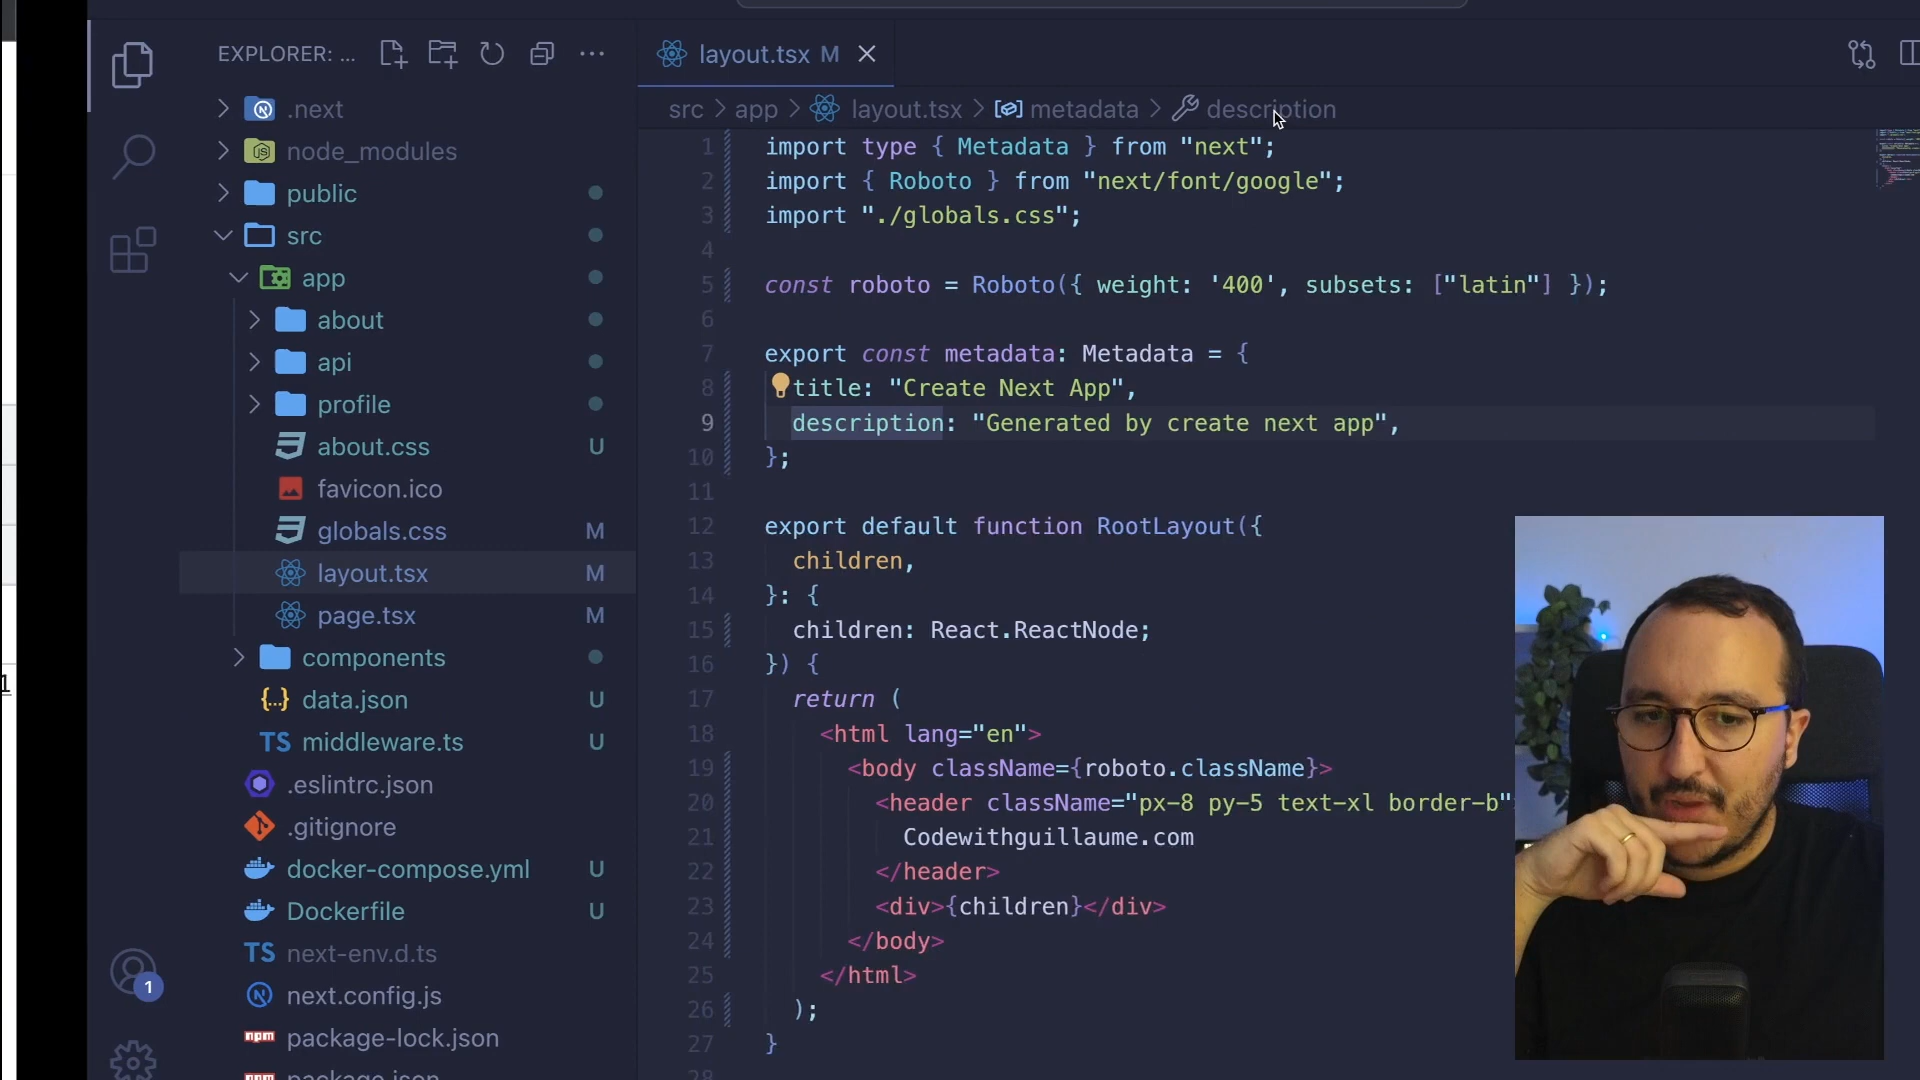 EXPLORER: ...
.next
node_modules
public
src
app
about
api
profile
about.css U
favicon.ico
globals.css M
layout.tsx M
page.tsx M
components
data.json U
middleware.ts U
.eslintrc.json
.gitignore
docker-compose.yml U
Dockerfile U
next-env.d.ts
next.config.js
package-lock.json
package.json
1
1
layout.tsx M
src > app > layout.tsx > metadata > description
1 import type { Metadata } from "next";
2 import { Roboto } from "next/font/google";
3 import "./globals.css";
4
5 const roboto = Roboto({ weight: '400', subsets: ["latin"] });
6
7 export const metadata: Metadata = {
8 title: "Create Next App",
9 description: "Generated by create next app",
10 };
11
12 export default function RootLayout({
13 children,
14 }: {
15 children: React.ReactNode;
16 }) {
17 return (
18 <html lang="en">
19 <body className={roboto.className}>
20 <header className="px-8 py-5 text-xl border-b"
21 Codewithguillaume.com
22 </header>
23 <div>{children}</div>
24 </body>
25 </html>
26 );
27 }
28